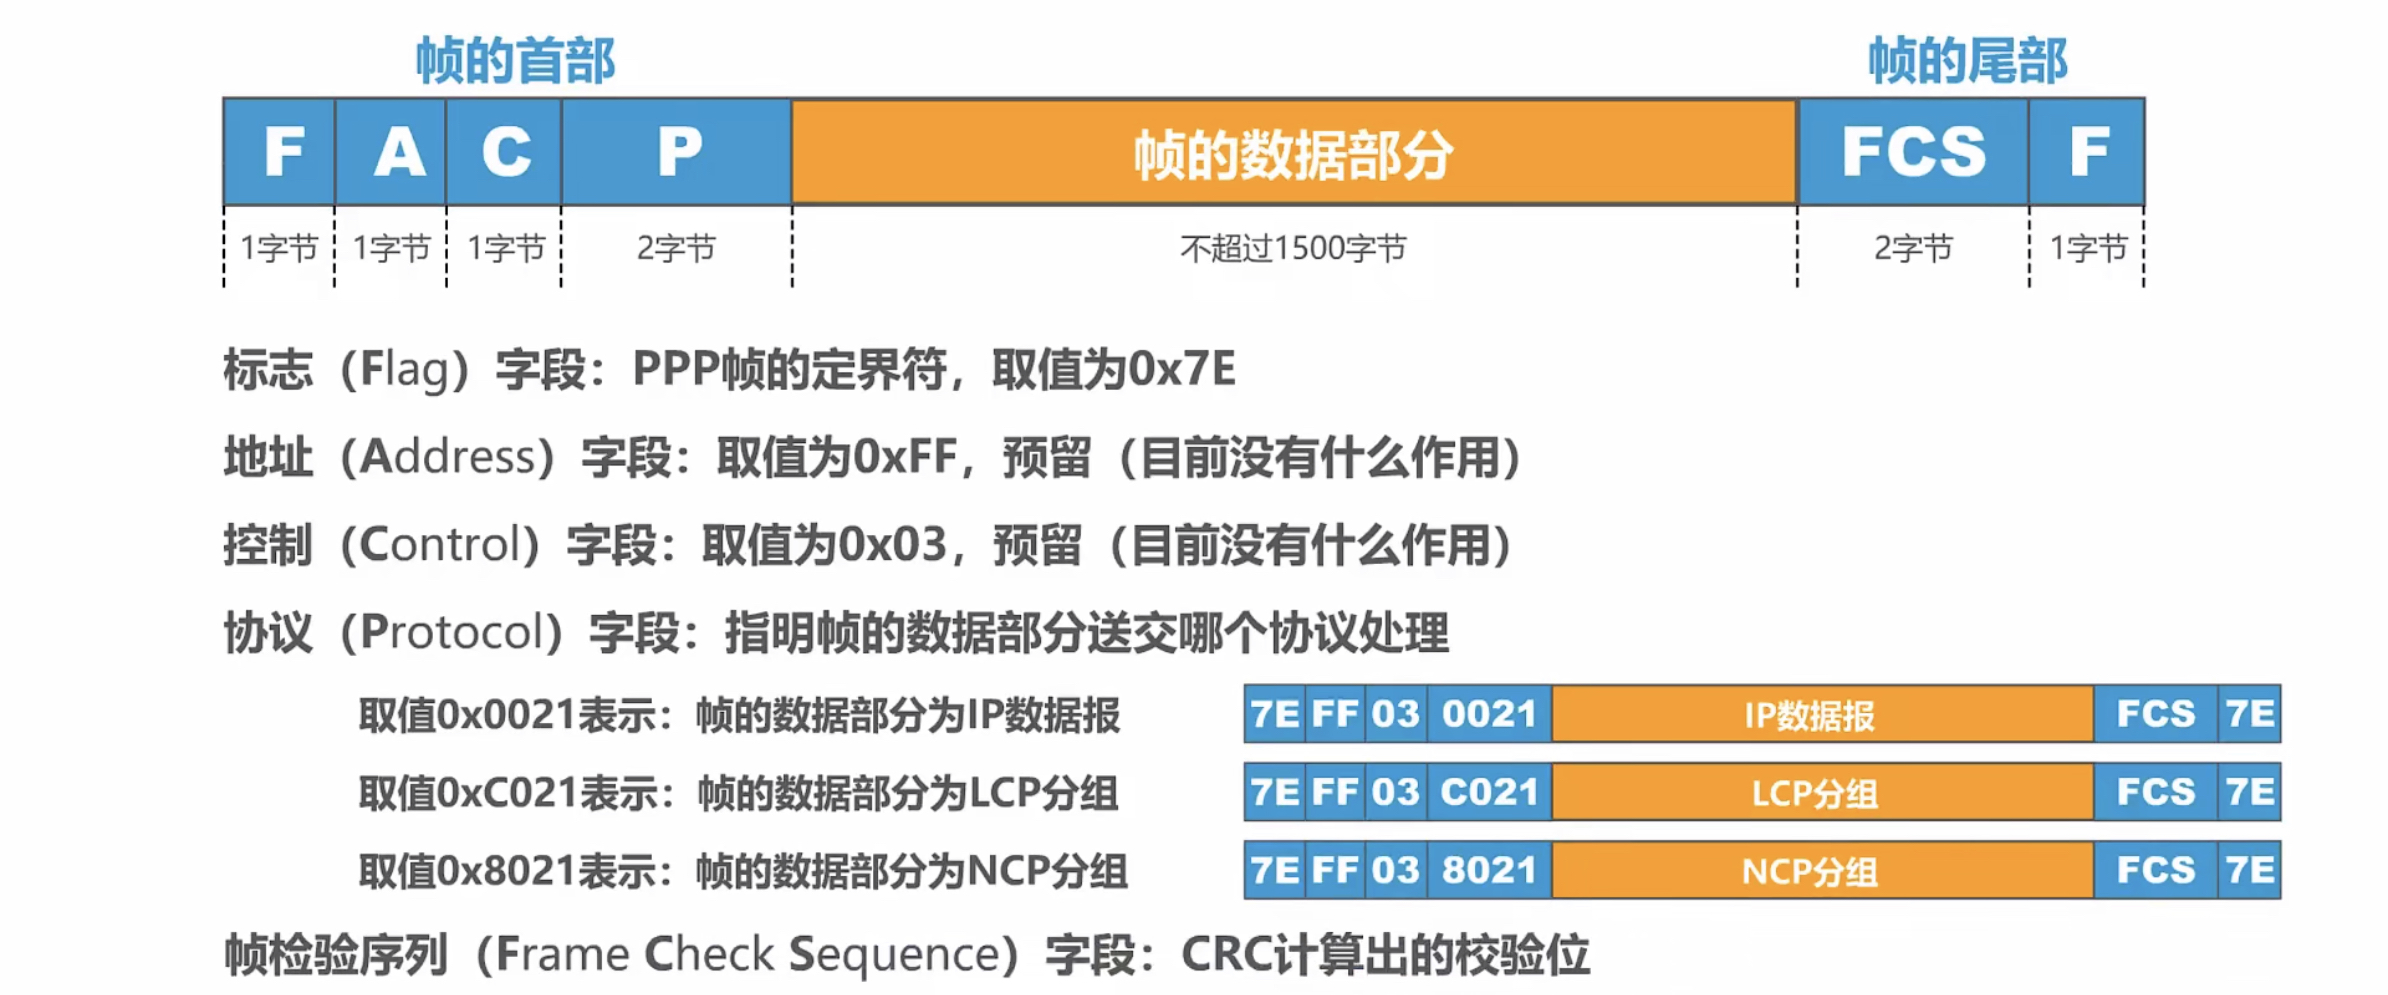 帧的首部 帧的尾部
F A C P 帧的数据部分 FCS F
1字节 1字节 1字节 2字节 不超过1500字节 2字节 1字节
标志（Flag）字段：PPP帧的定界符，取值为0x7E
地址（Address）字段：取值为0xFF，预留（目前没有什么作用）
控制（Control）字段：取值为0x03，预留（目前没有什么作用）
协议（Protocol）字段：指明帧的数据部分送交哪个协议处理
取值0x0021表示：帧的数据部分为IP数据报 7E FF 03 0021 IP数据报 FCS 7E
取值0xC021表示：帧的数据部分为LCP分组 7E FF 03 C021 LCP分组 FCS 7E
取值0x8021表示：帧的数据部分为NCP分组 7E FF 03 8021 NCP分组 FCS 7E
帧检验序列（Frame Check Sequence）字段：CRC计算出的校验位